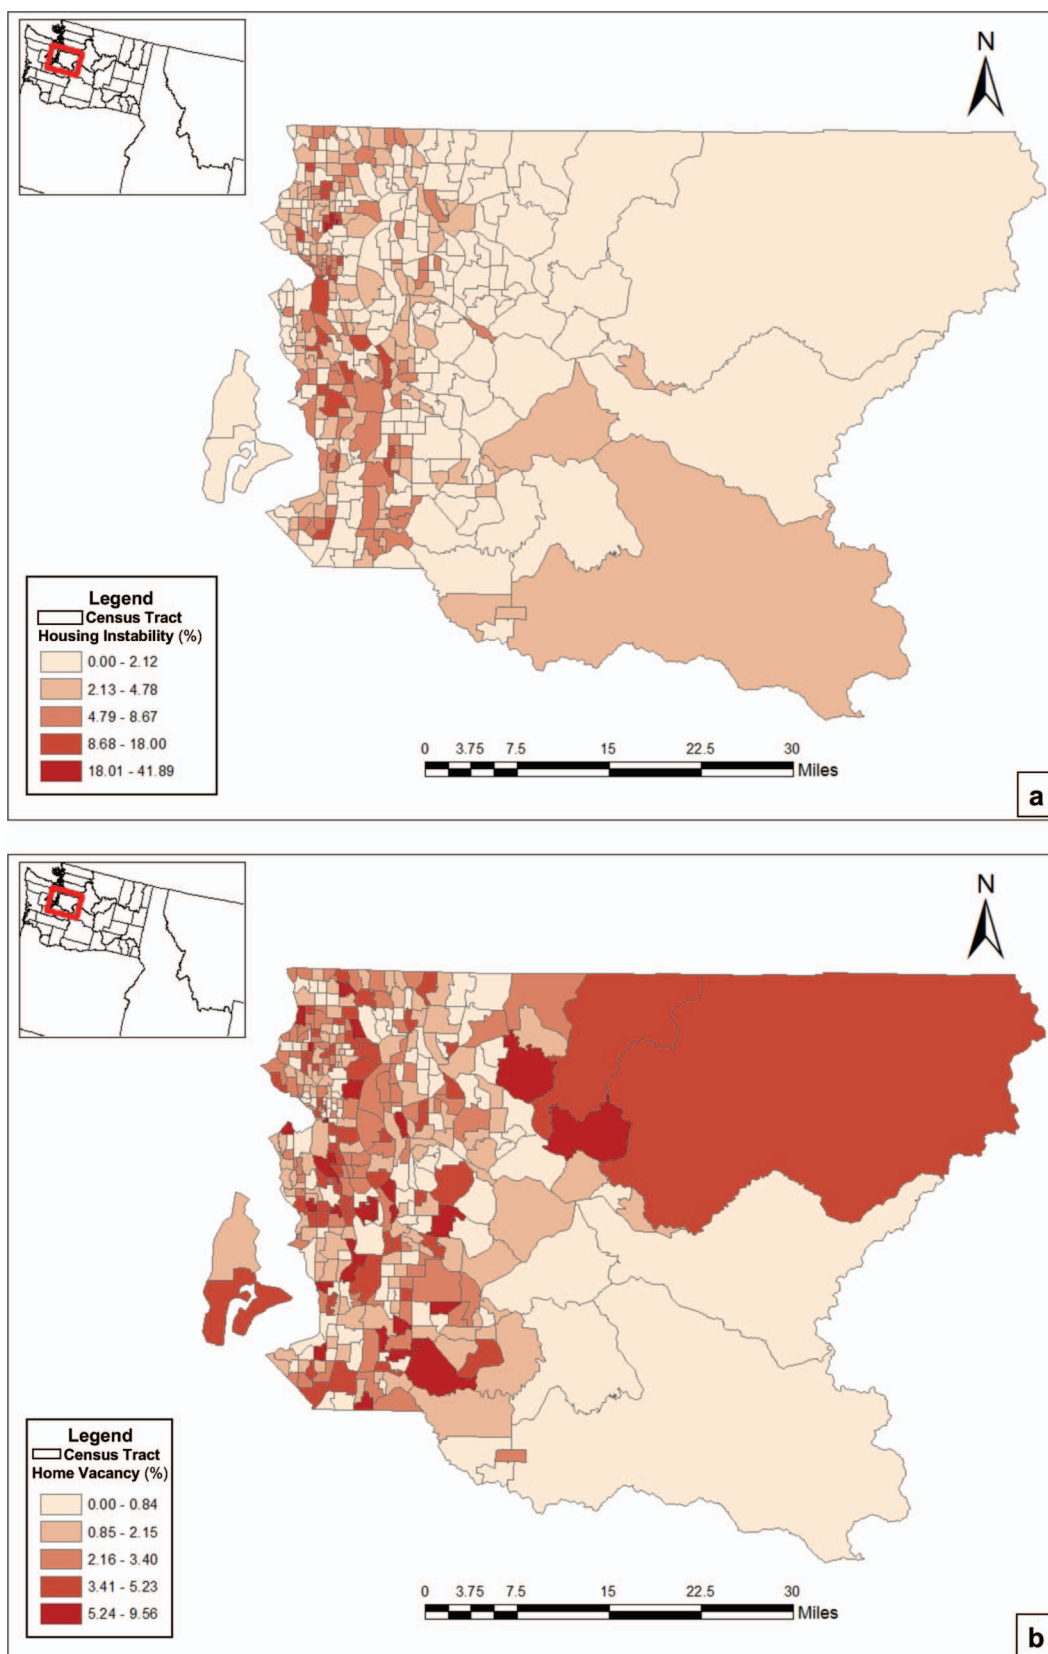 N
Legend
Census Tract
Housing Instability (%)
0.00 - 2.12
2.13 - 4.78
4.79 - 8.67
8.68 - 18.00
18.01 - 41.89
0 3.75 7.5 15 22.5 30
Miles
a
N
Legend
Census Tract
Home Vacancy (%)
0.00 - 0.84
0.85 - 2.15
2.16 - 3.40
3.41 - 5.23
5.24 - 9.56
0 3.75 7.5 15 22.5 30
Miles
b